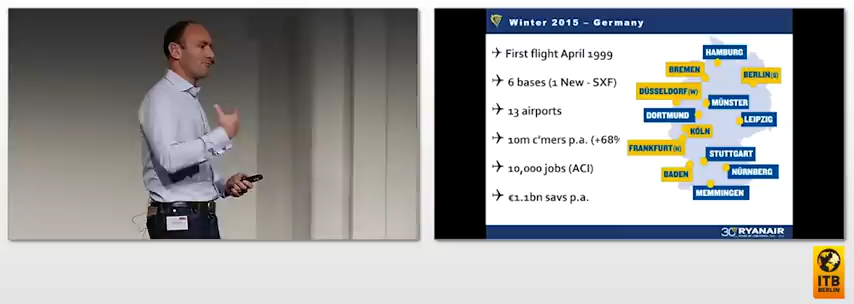 Winter 2015 – Germany
First flight April 1999
6 bases (1 New - SXF)
13 airports
10m c'mers p.a. (+68%
10,000 jobs (ACI)
€1.1bn savs p.a.
HAMBURG
BREMEN
BERLIN(S)
DÜSSELDORF(W)
MÜNSTER
DORTMUND
LEIPZIG
KÖLN
FRANKFURT(H)
STUTTGART
BADEN
NÜRNBERG
MEMMINGEN
30 RYANAIR
ITB
BERLIN